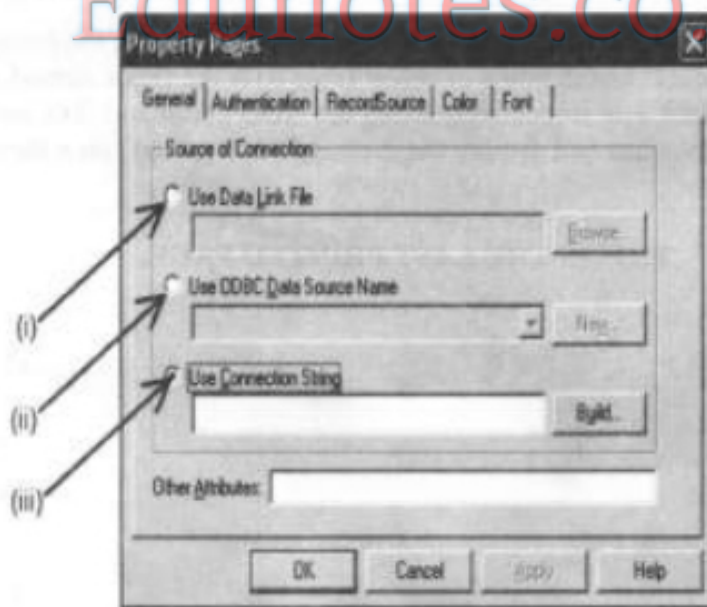 Edunotes.co
Property Pages
General Authentication RecordSource Color Font
Source of Connection
Use Data Link File
Browse...
(i)
Use ODBC Data Source Name
New...
(ii)
Use Connection String
Build...
(iii)
Other Attributes:
OK Cancel Apply Help